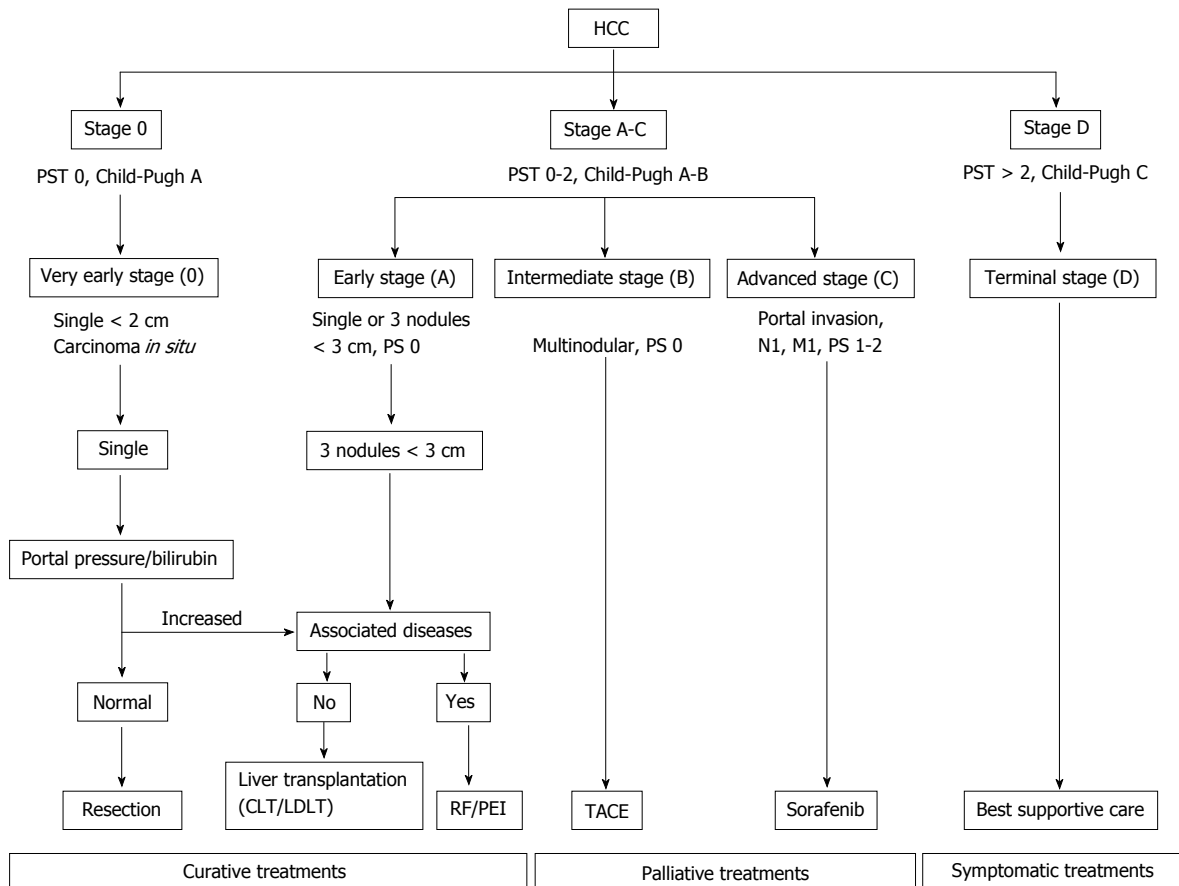 HCC
Stage 0
Stage A-C
Stage D
PST 0, Child-Pugh A
PST 0-2, Child-Pugh A-B
PST > 2, Child-Pugh C
Very early stage (0)
Early stage (A)
Intermediate stage (B)
Advanced stage (C)
Terminal stage (D)
Single < 2 cm
Carcinoma in situ
Single or 3 nodules
< 3 cm, PS 0
Multinodular, PS 0
Portal invasion,
N1, M1, PS 1-2
Single
3 nodules < 3 cm
Portal pressure/bilirubin
Increased
Associated diseases
Normal
No
Yes
Resection
Liver transplantation
(CLT/LDLT)
RF/PEI
TACE
Sorafenib
Best supportive care
Curative treatments
Palliative treatments
Symptomatic treatments